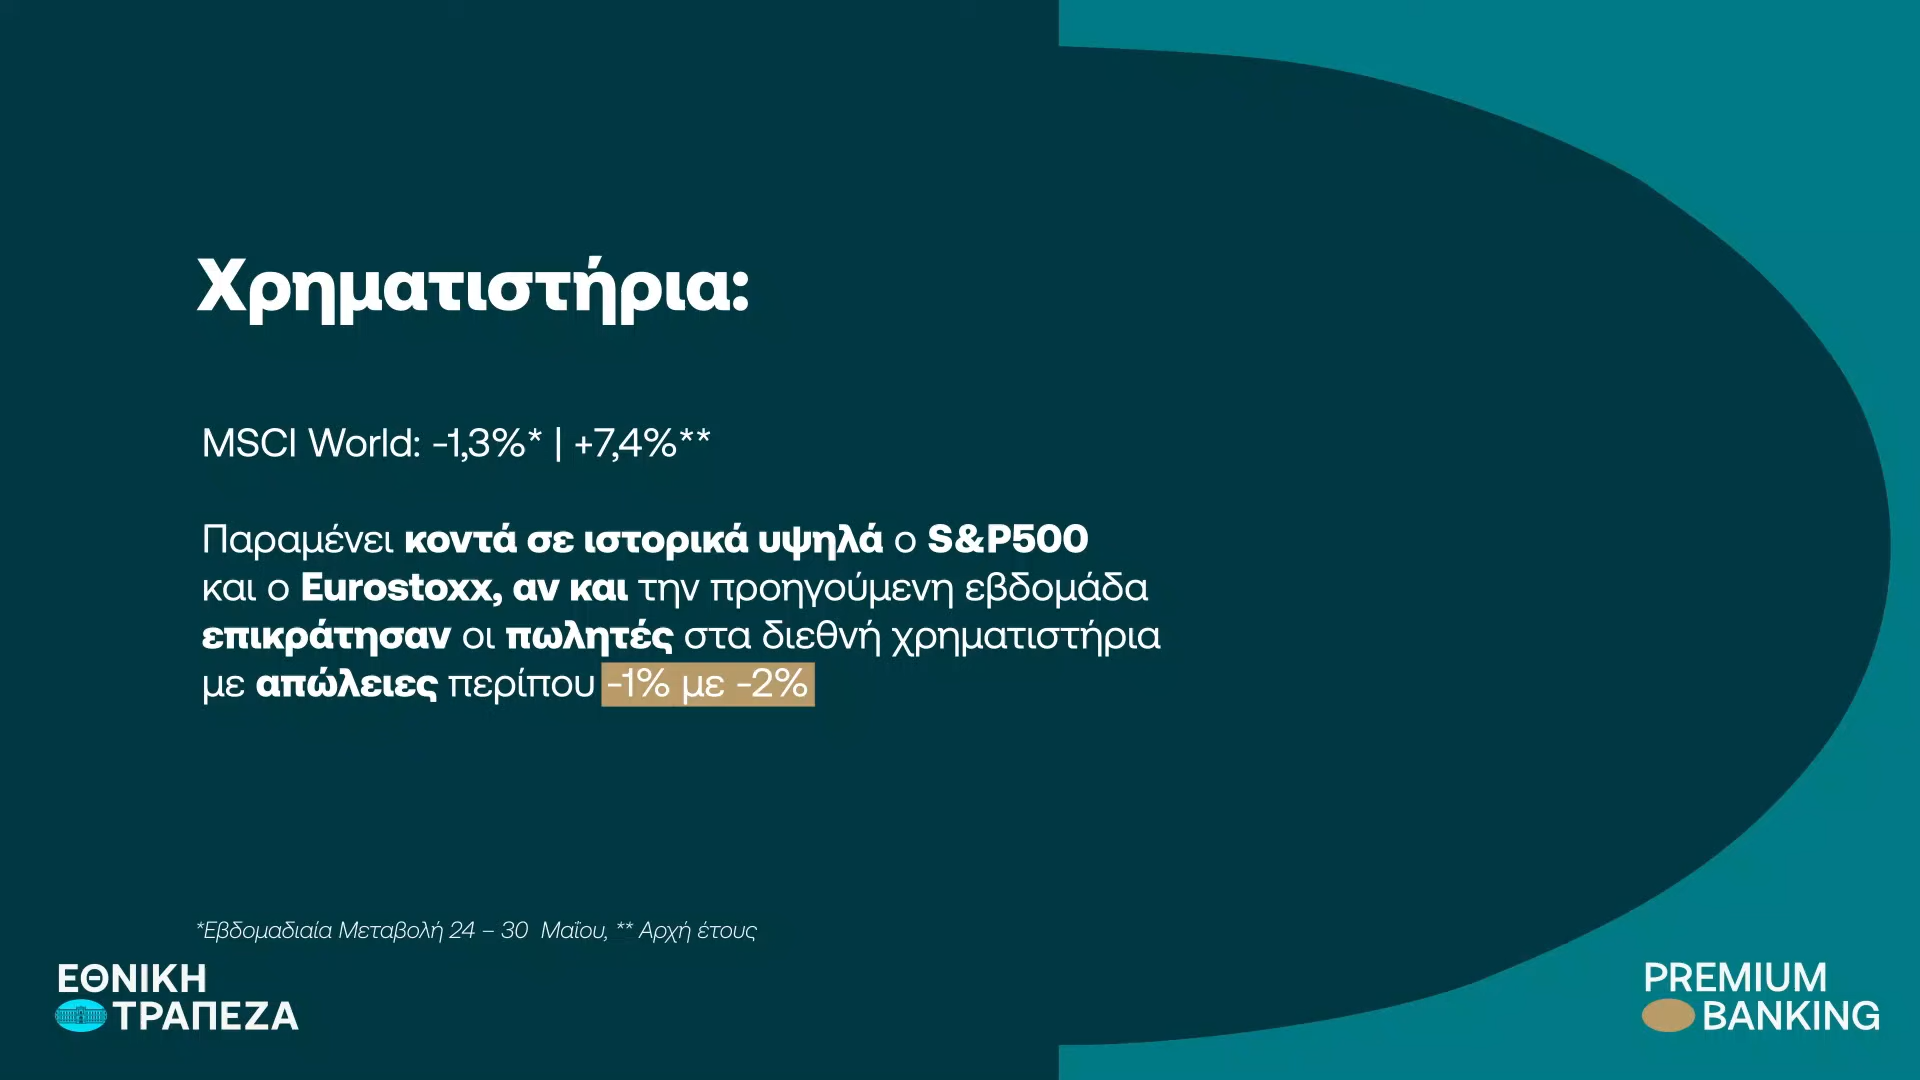 Χρηματιστήρια:
MSCI World: -1,3%* | +7,4%**
Παραμένει κοντά σε ιστορικά υψηλά ο S&P500
και ο Eurostoxx, αν και την προηγούμενη εβδομάδα
επικράτησαν οι πωλητές στα διεθνή χρηματιστήρια
με απώλειες περίπου -1% με -2%
*Εβδομαδιαία Μεταβολή 24 – 30  Μαΐου, ** Αρχή έτους
ΕΘΝΙΚΗ
ΤΡΑΠΕΖΑ
PREMIUM
BANKING